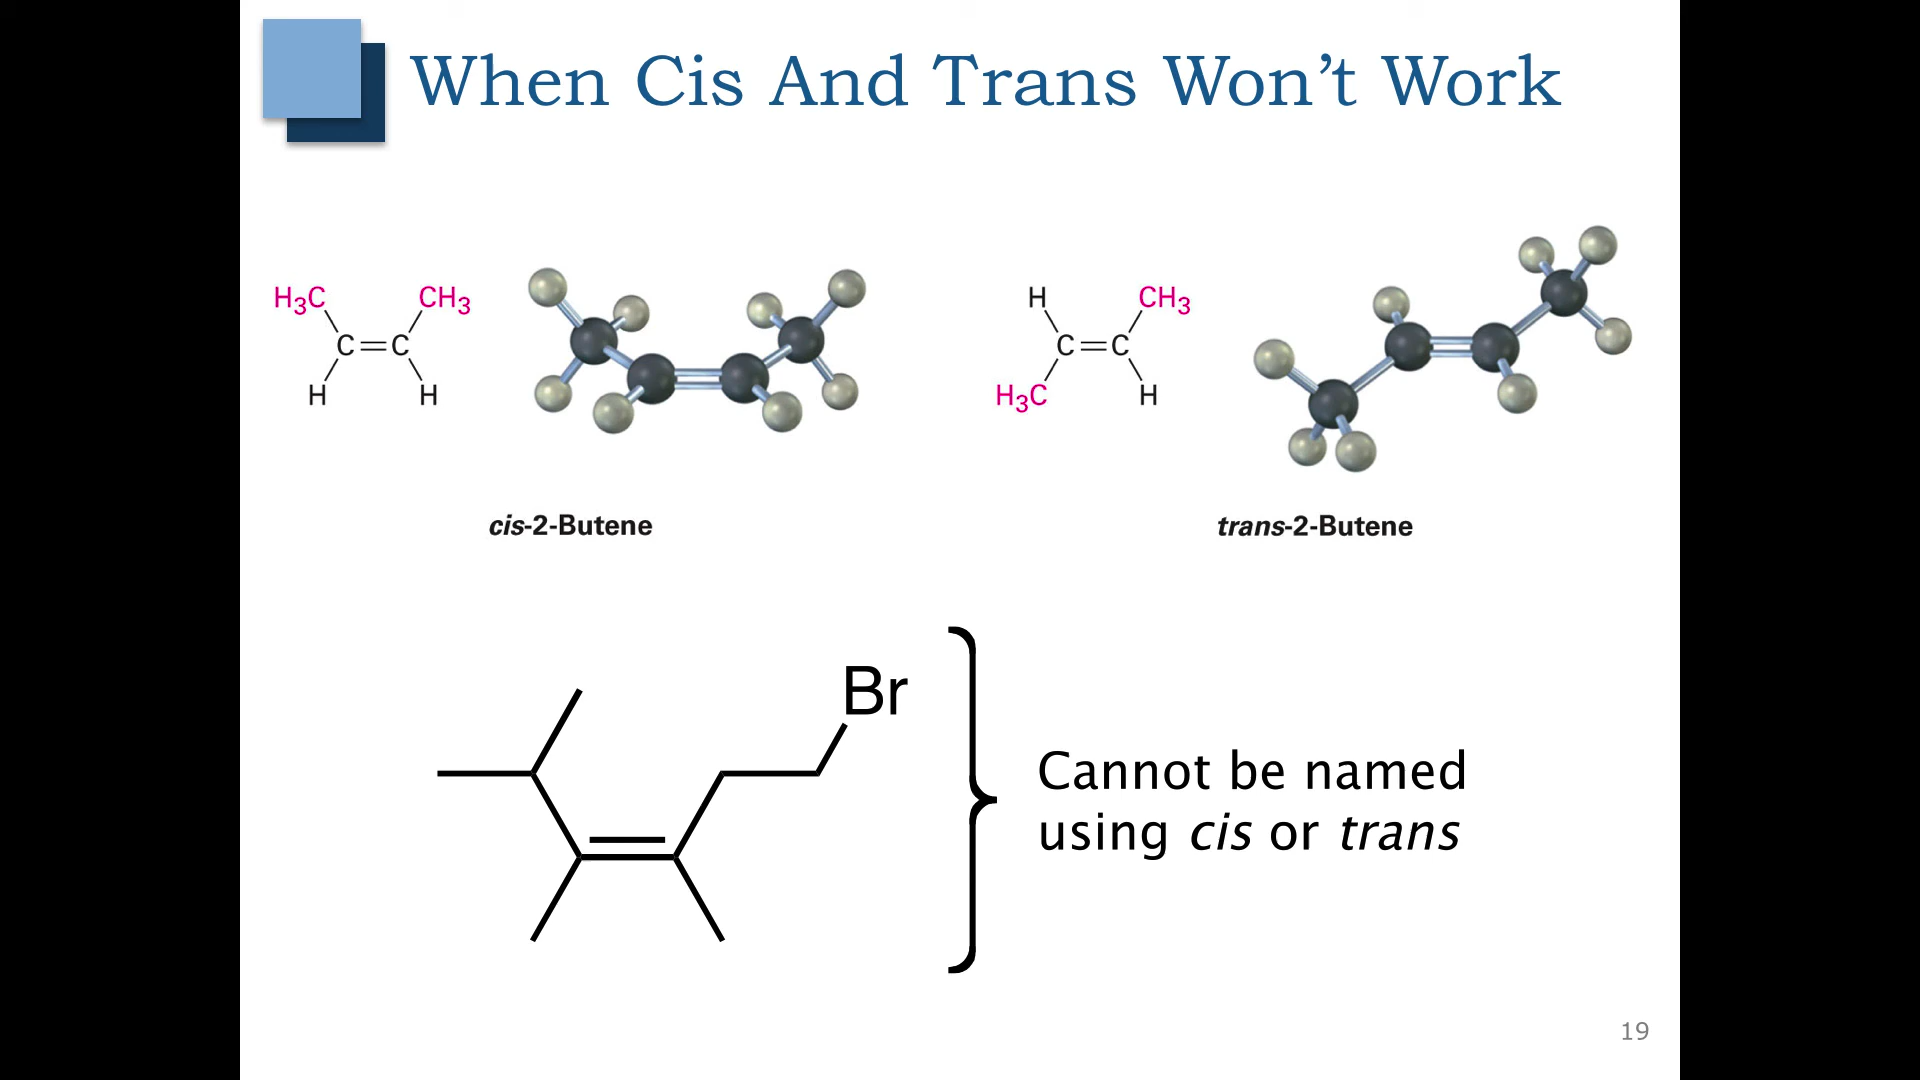 When Cis And Trans Won’t Work
H₃C CH₃
C=C
H H
H CH₃
C=C
H₃C H
cis-2-Butene
trans-2-Butene
Br
Cannot be named
using cis or trans
19